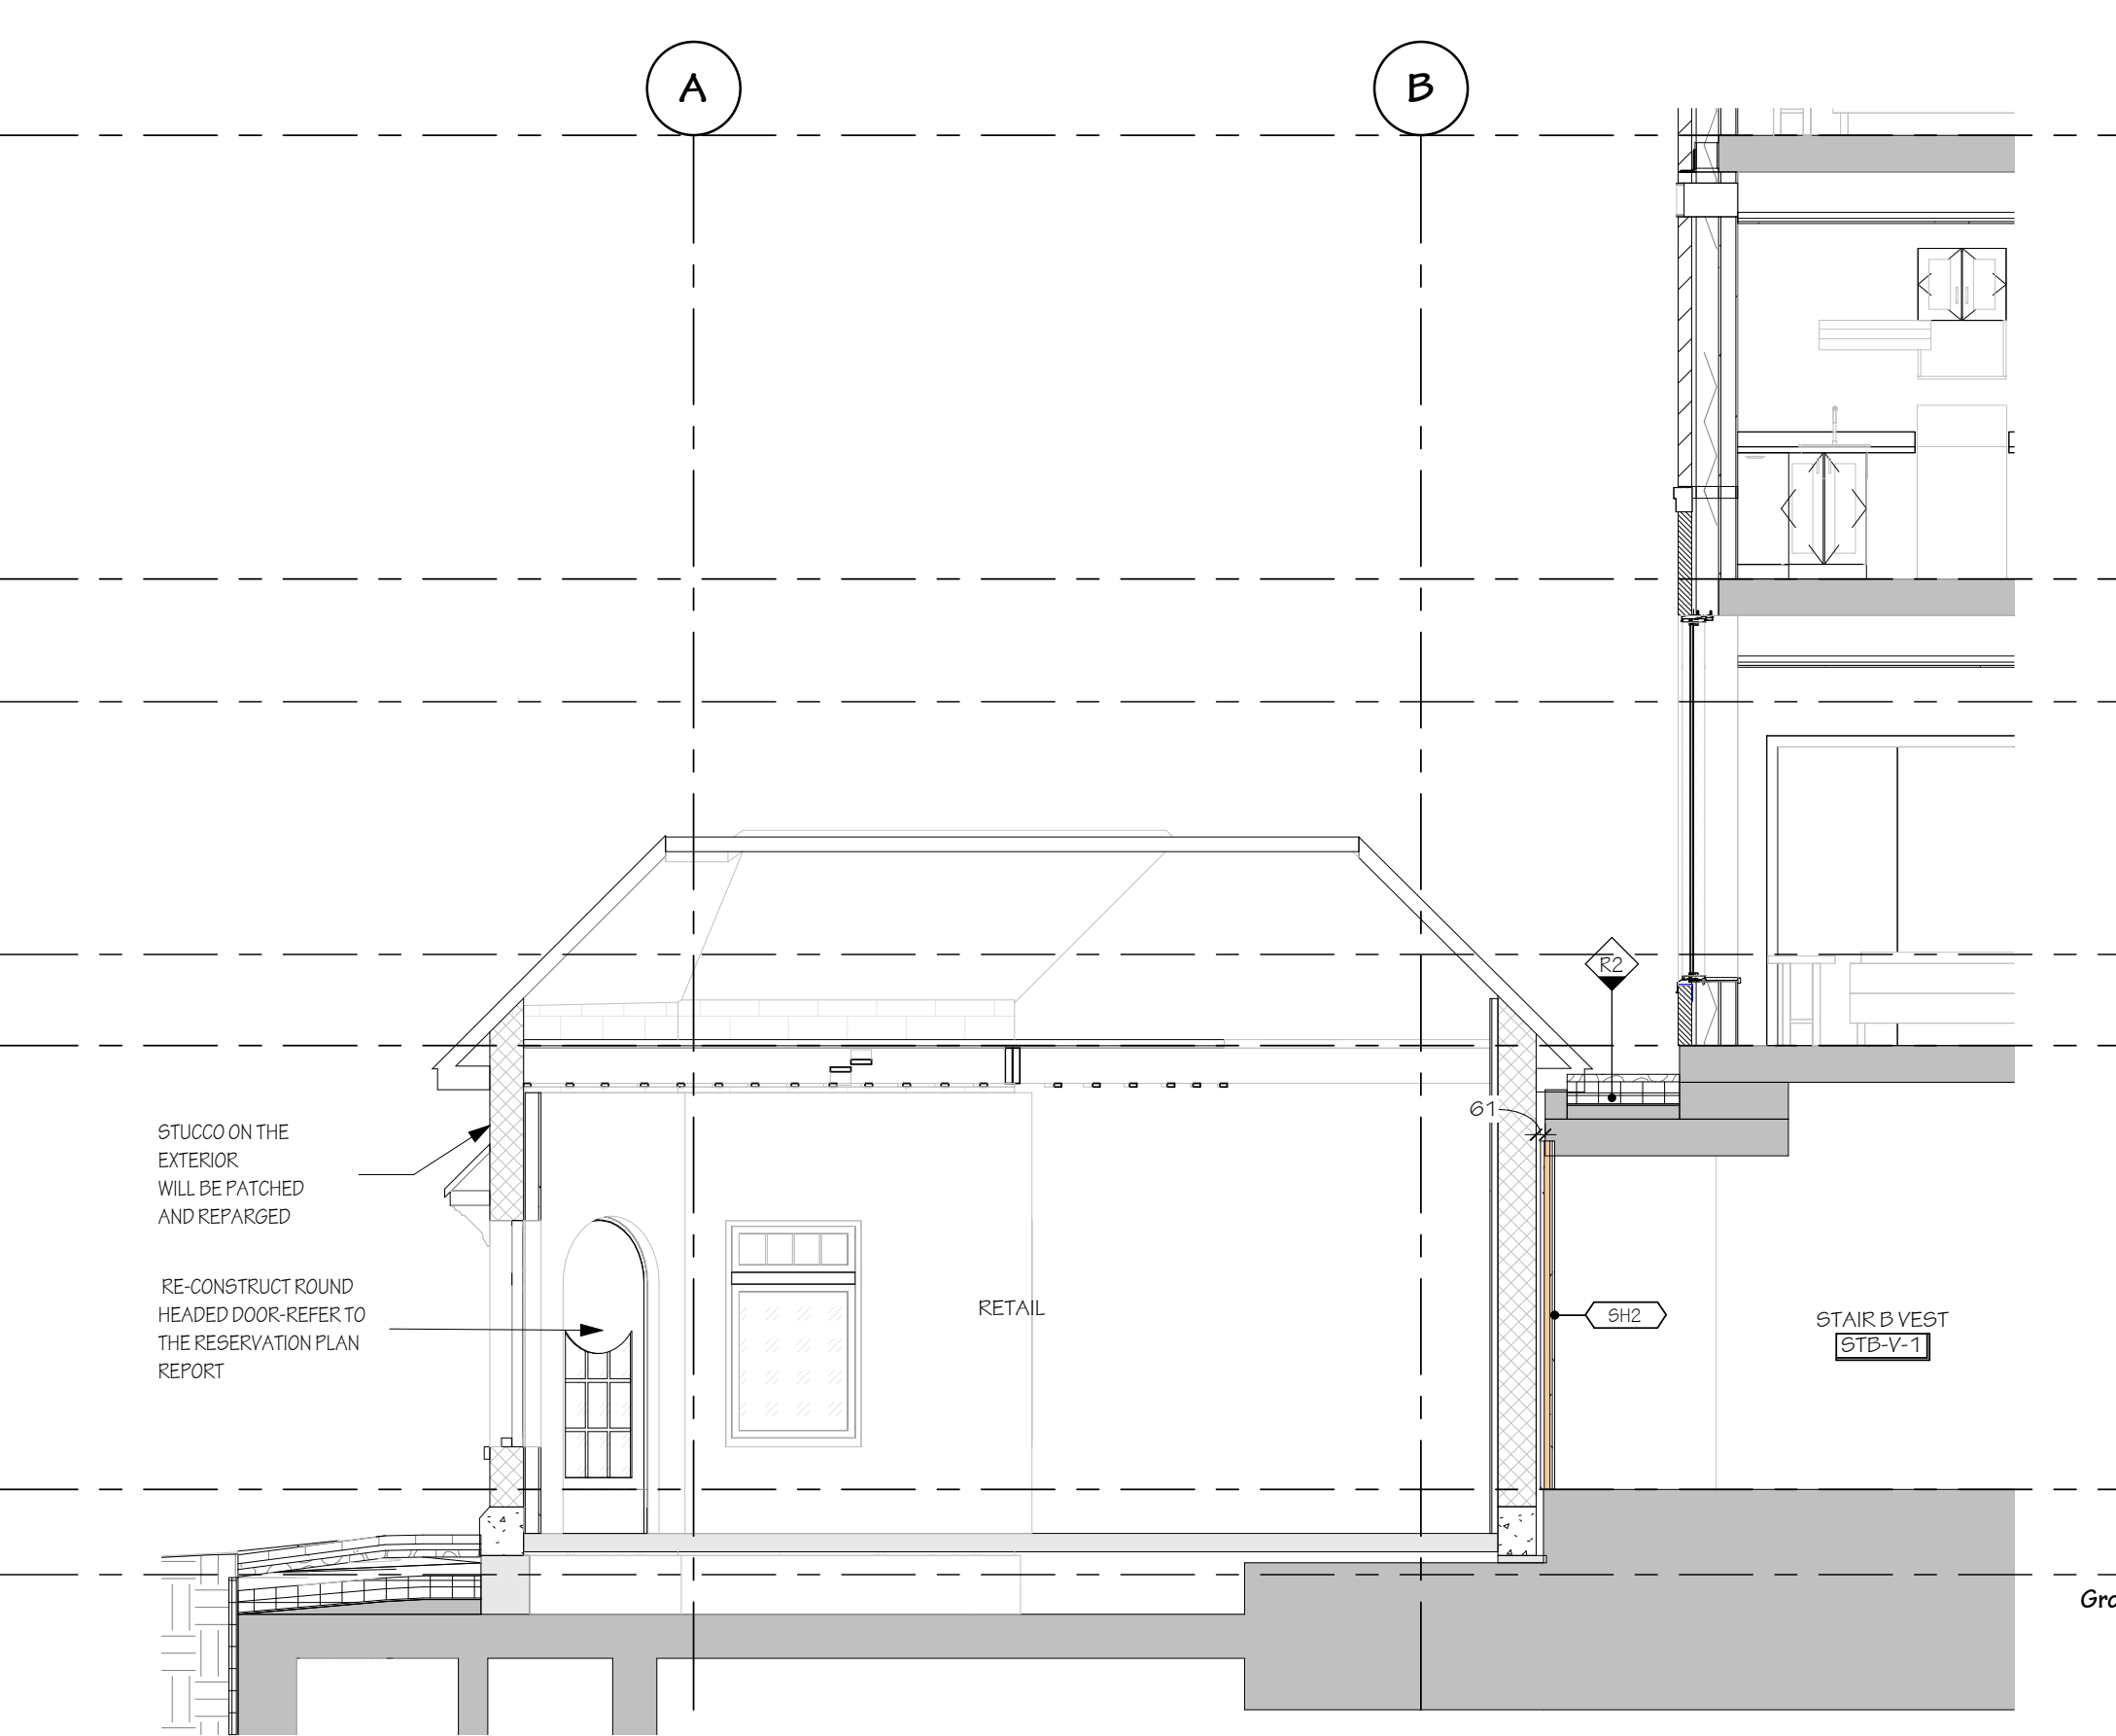 A
B
R2
61
STUCCO ON THE
EXTERIOR
WILL BE PATCHED
AND REPARGED
RE-CONSTRUCT ROUND
HEADED DOOR-REFER TO
THE RESERVATION PLAN
REPORT
RETAIL
SH2
STAIR B VEST
STB-V-1
Gro